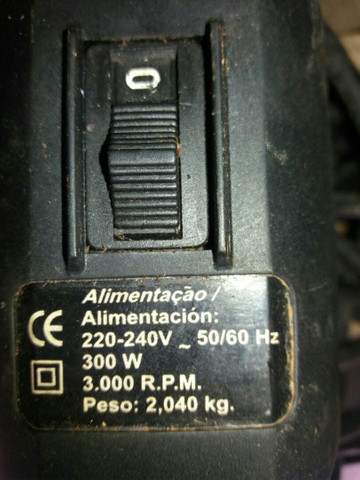 0
Alimentação /
Alimentación:
CE 220-240V ~ 50/60 Hz
300 W
3.000 R.P.M.
Peso: 2,040 kg.